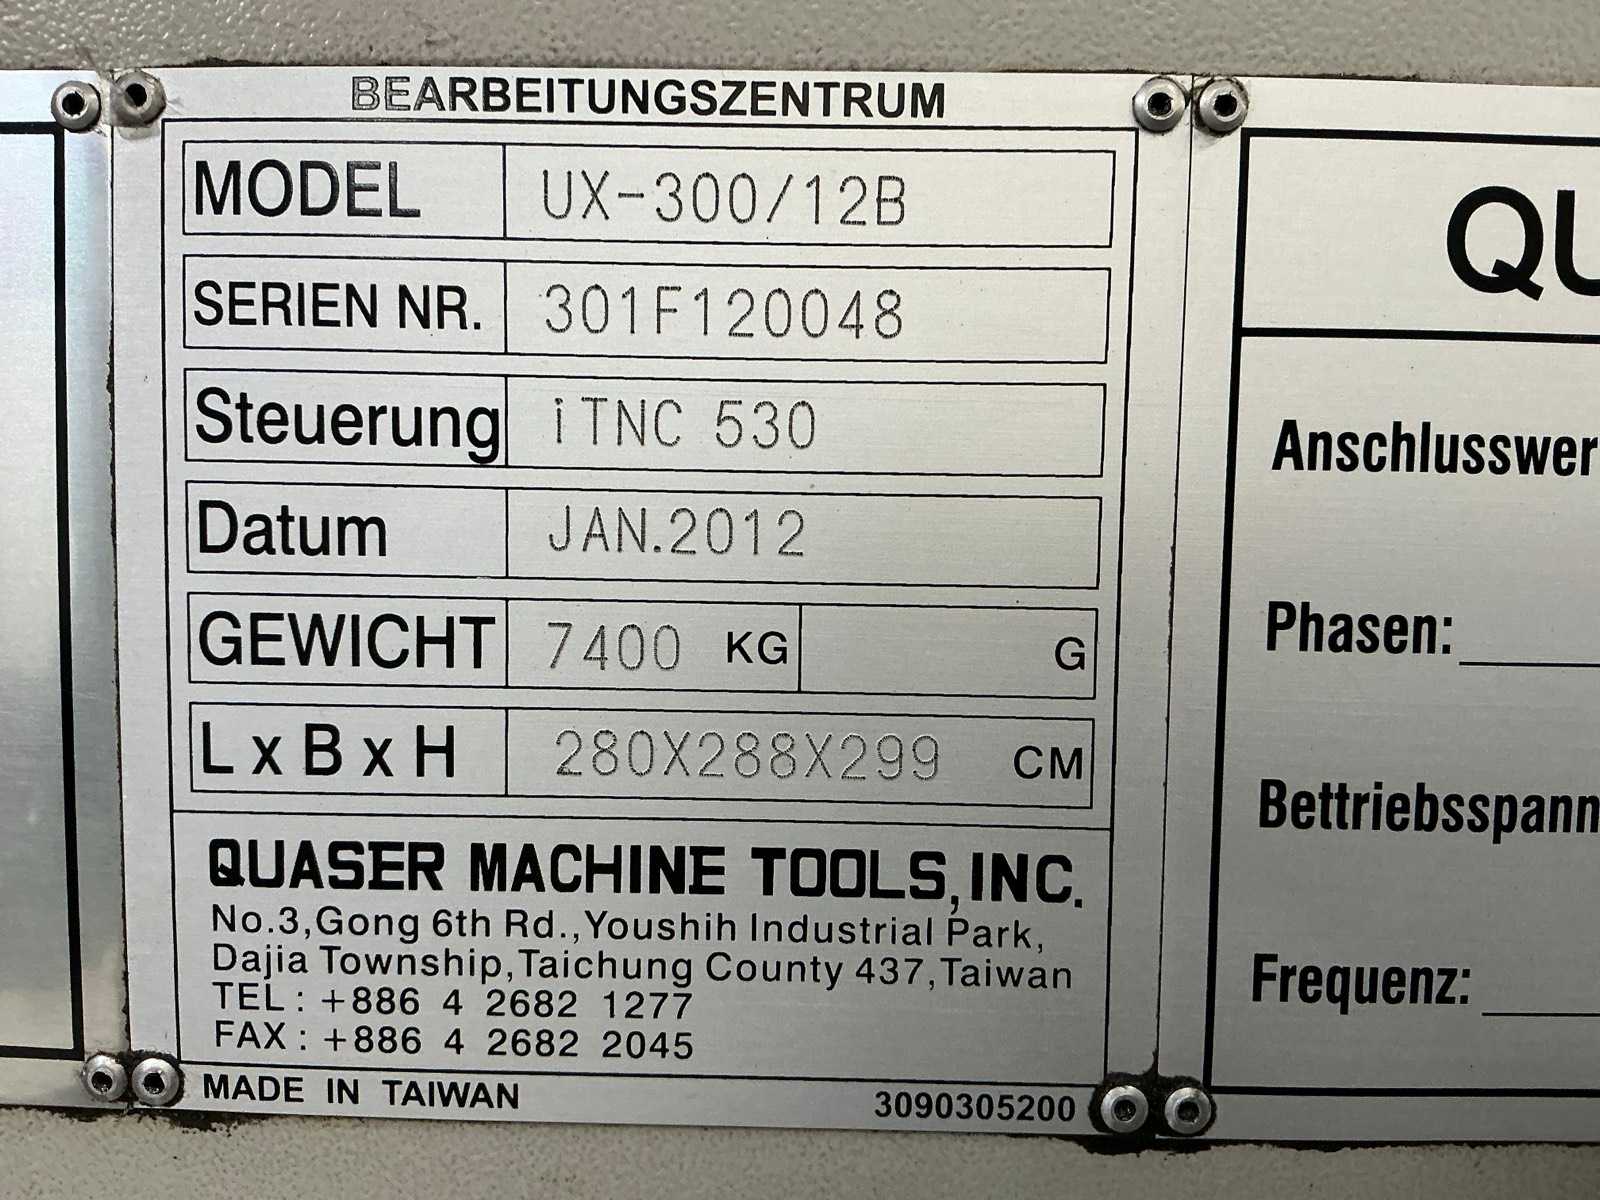 BEARBEITUNGSZENTRUM
MODEL UX-300/12B
SERIEN NR. 301F120048
Steuerung iTNC 530
Datum JAN.2012
GEWICHT 7400 KG G
L x B x H 280X288X299 CM
QUASER MACHINE TOOLS,INC.
No.3,Gong 6th Rd.,Youshih Industrial Park,
Dajia Township,Taichung County 437,Taiwan
TEL : +886 4 2682 1277
FAX : +886 4 2682 2045
MADE IN TAIWAN 3090305200
QU
Anschlusswer
Phasen:
Bettriebsspann
Frequenz: